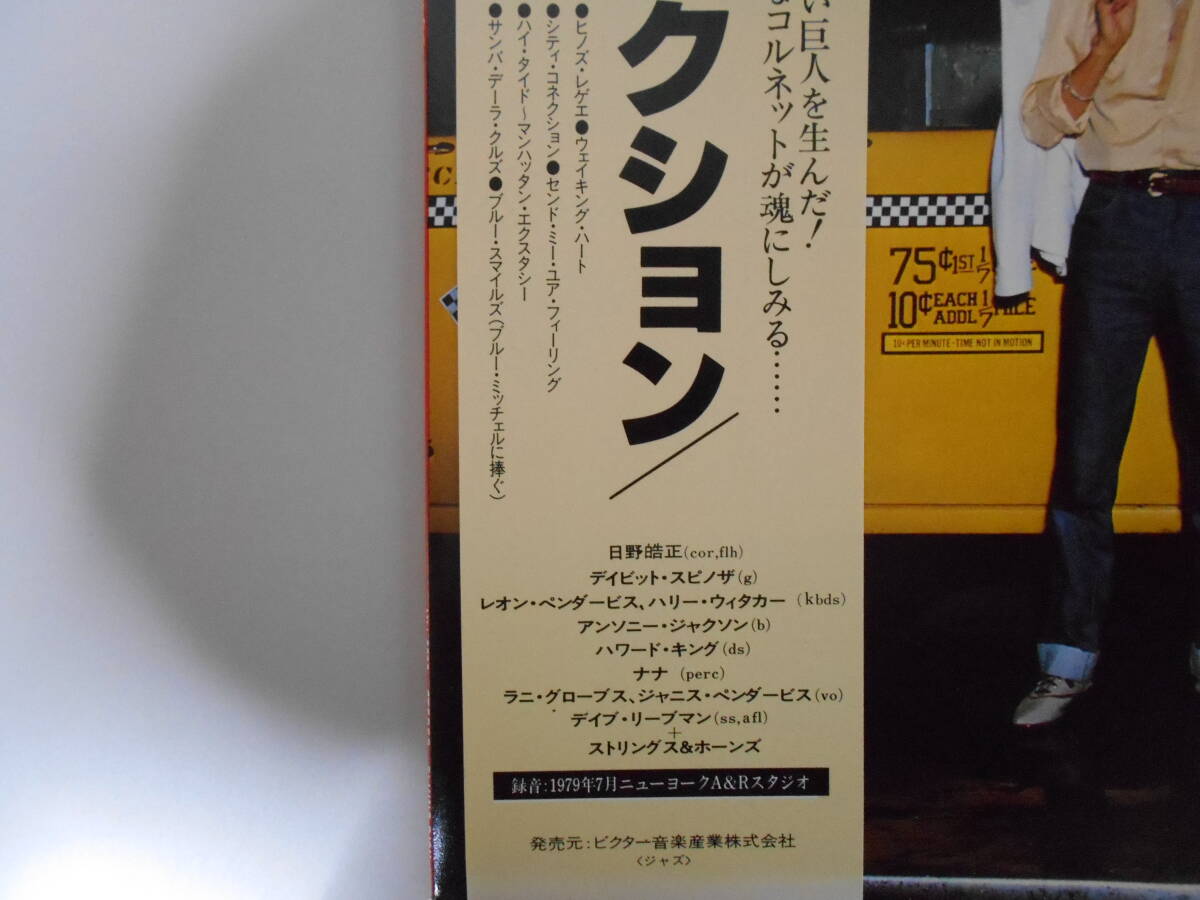 い巨人を生んだ!
なコルネットが魂にしみる……
クション/
●ヒノズ・レゲエ●ウェイキング・ハート
●シティ・コネクション●センド・ミー・ユア・フィーリング
●ハイ・タイド~マンハッタン・エクスタシー
●サンバ・デーラ・クルズ●ブルー・スマイルズ(ブルー・ミッチェルに捧ぐ)
日野皓正(cor,flh)
デイビット・スピノザ(g)
レオン・ペンダービス、ハリー・ウィタカー (kbds)
アンソニー・ジャクソン(b)
ハワード・キング(ds)
ナナ (perc)
ラニ・グローブス、ジャニス・ペンダービス(vo)
デイブ・リーブマン(ss,afl)
+
ストリングス&ホーンズ
録音:1979年7月ニューヨークA&Rスタジオ
発売元:ビクター音楽産業株式会社
〈ジャズ〉
75¢1ST 1/7
10¢EACH ADDL 1/7 MILE
10¢ PER MINUTE-TIME NOT IN MOTION